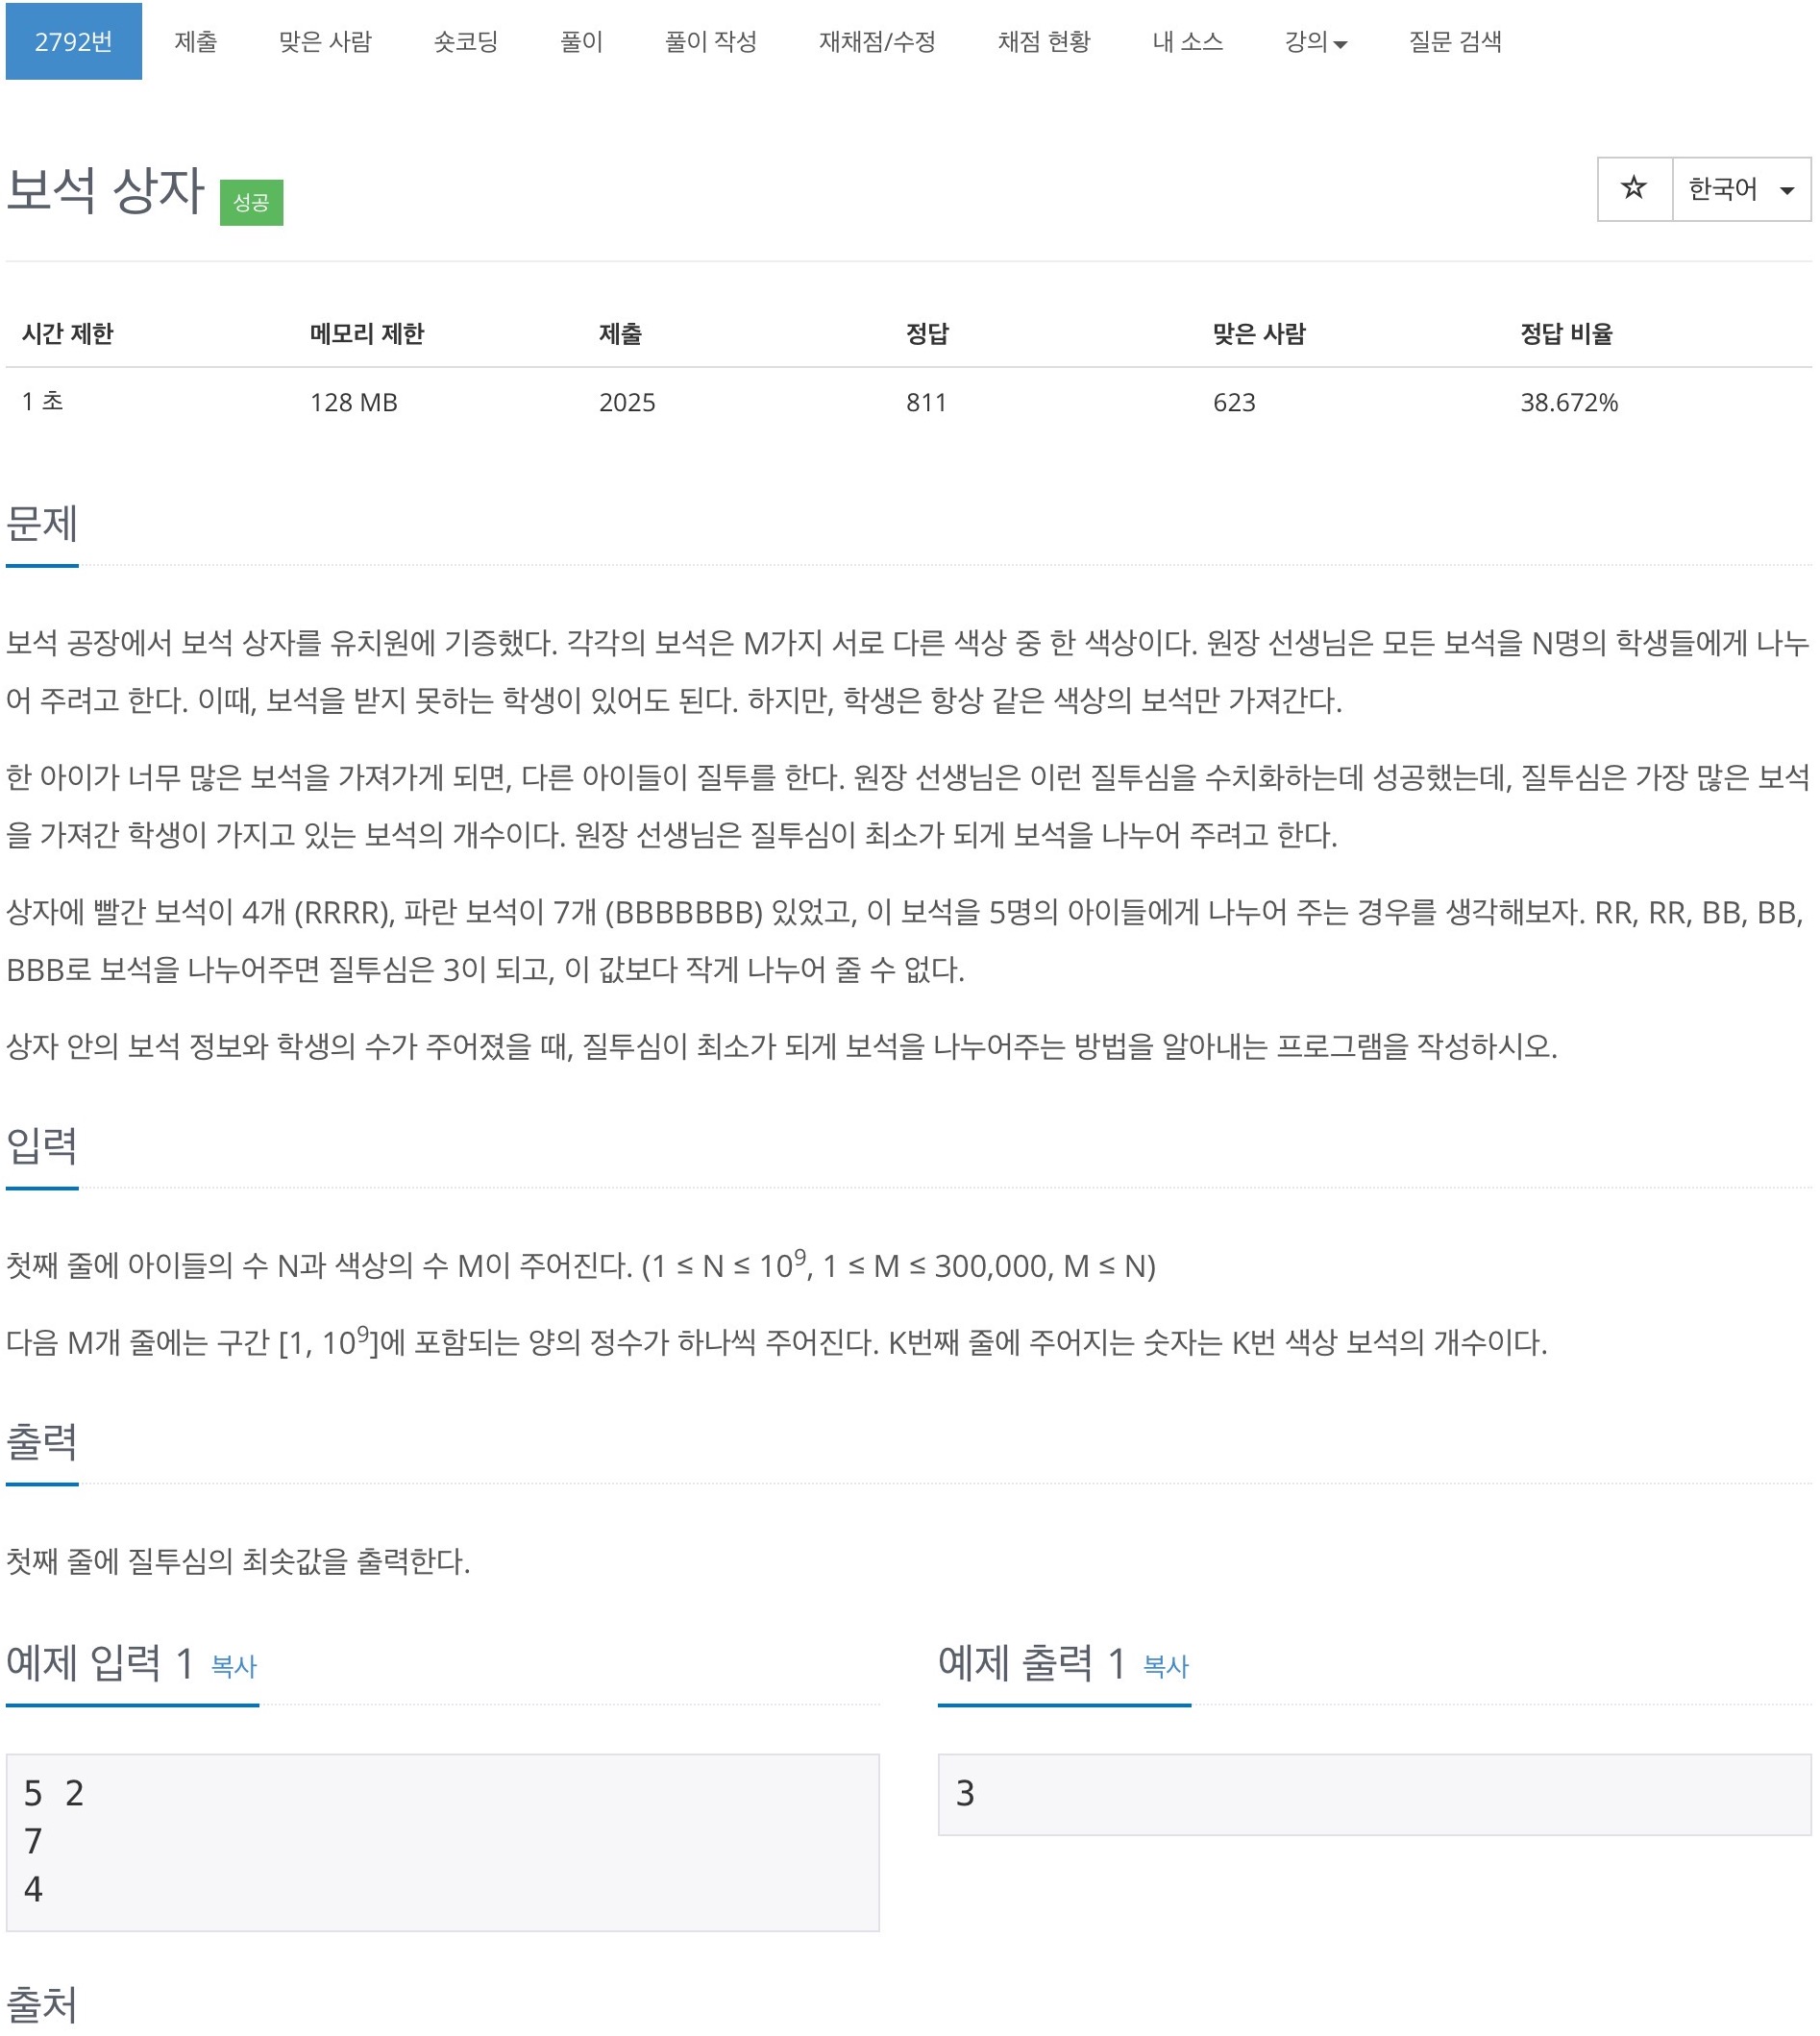 2792번 제출 맞은 사람 숏코딩 풀이 풀이 작성 재채점/수정 채점 현황 내 소스 강의 질문 검색
보석 상자 성공
한국어
시간 제한 메모리 제한 제출 정답 맞은 사람 정답 비율
1 초 128 MB 2025 811 623 38.672%
문제
보석 공장에서 보석 상자를 유치원에 기증했다. 각각의 보석은 M가지 서로 다른 색상 중 한 색상이다. 원장 선생님은 모든 보석을 N명의 학생들에게 나누
어 주려고 한다. 이때, 보석을 받지 못하는 학생이 있어도 된다. 하지만, 학생은 항상 같은 색상의 보석만 가져간다.
한 아이가 너무 많은 보석을 가져가게 되면, 다른 아이들이 질투를 한다. 원장 선생님은 이런 질투심을 수치화하는데 성공했는데, 질투심은 가장 많은 보석
을 가져간 학생이 가지고 있는 보석의 개수이다. 원장 선생님은 질투심이 최소가 되게 보석을 나누어 주려고 한다.
상자에 빨간 보석이 4개 (RRRR), 파란 보석이 7개 (BBBBBBB) 있었고, 이 보석을 5명의 아이들에게 나누어 주는 경우를 생각해보자. RR, RR, BB, BB,
BBB로 보석을 나누어주면 질투심은 3이 되고, 이 값보다 작게 나누어 줄 수 없다.
상자 안의 보석 정보와 학생의 수가 주어졌을 때, 질투심이 최소가 되게 보석을 나누어주는 방법을 알아내는 프로그램을 작성하시오.
입력
첫째 줄에 아이들의 수 N과 색상의 수 M이 주어진다. (1 ≤ N ≤ 10⁹, 1 ≤ M ≤ 300,000, M ≤ N)
다음 M개 줄에는 구간 [1, 10⁹]에 포함되는 양의 정수가 하나씩 주어진다. K번째 줄에 주어지는 숫자는 K번 색상 보석의 개수이다.
출력
첫째 줄에 질투심의 최솟값을 출력한다.
예제 입력 1 복사
5 2
7
4
예제 출력 1 복사
3
출처